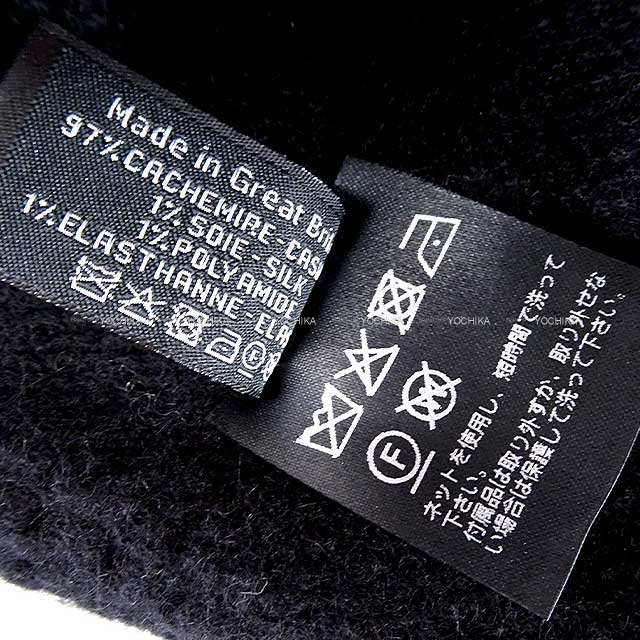 Made in Great
97% CACHEMIRE-CAS
1% SOIE-SILK
1% POLYAMIDE
1% ELASTHANNE-ELA
F
ネットを使用し、短時間で洗って
下さい。
付属品は取り外すか、取り外せな
い場合は保護して洗って下さい。
YOCHIKA
YOCHIKA